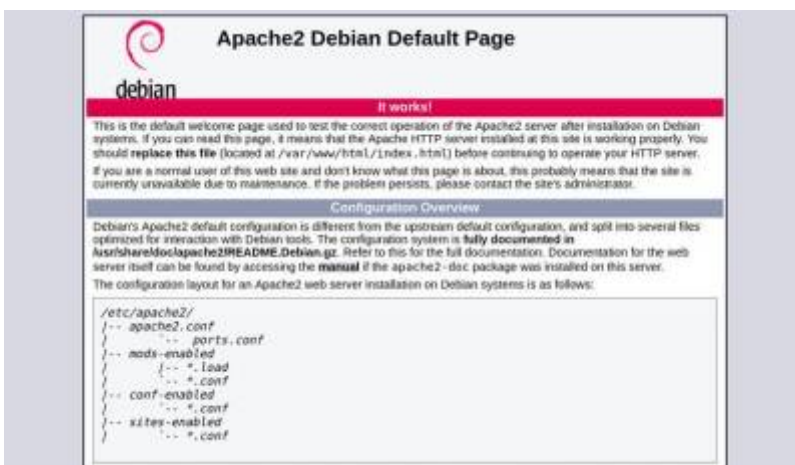 Apache2 Debian Default Page
debian
It works!
This is the default welcome page used to test the correct operation of the Apache2 server after installation on Debian
systems. If you can read this page, it means that the Apache HTTP server installed at this site is working properly. You
should replace this file (located at /var/www/html/index.html) before continuing to operate your HTTP server.
If you are a normal user of this web site and don't know what this page is about, this probably means that the site is
currently unavailable due to maintenance. If the problem persists, please contact the site's administrator.
Configuration Overview
Debian's Apache2 default configuration is different from the upstream default configuration, and split into several files
optimized for interaction with Debian tools. The configuration system is fully documented in
/usr/share/doc/apache2/README.Debian.gz. Refer to this for the full documentation. Documentation for the web
server itself can be found by accessing the manual if the apache2-doc package was installed on this server.
The configuration layout for an Apache2 web server installation on Debian systems is as follows:
/etc/apache2/
|-- apache2.conf
|       `--  ports.conf
|-- mods-enabled
|       |-- *.load
|       `-- *.conf
|-- conf-enabled
|       `-- *.conf
|-- sites-enabled
|       `-- *.conf